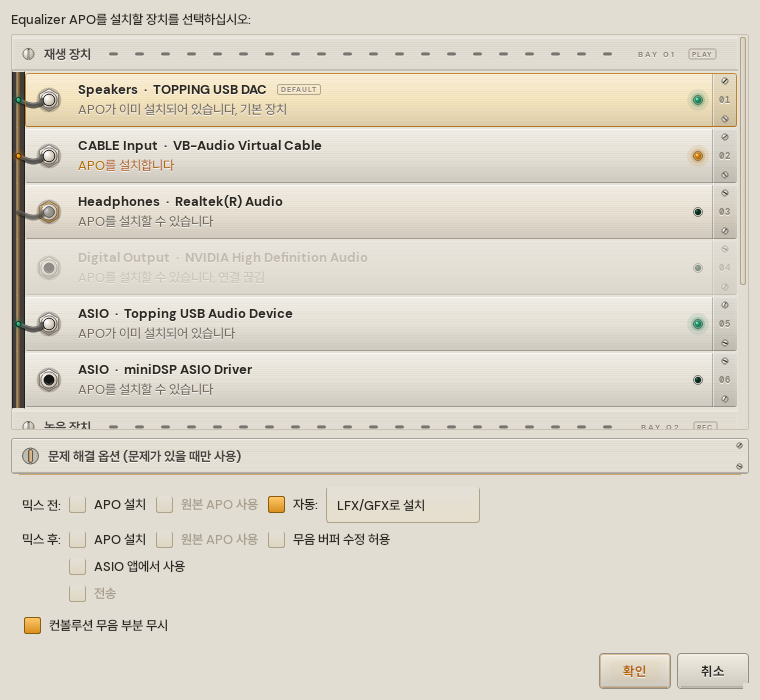 Equalizer APO를 설치할 장치를 선택하십시오:
재생 장치 BAY 01 PLAY
Speakers · TOPPING USB DAC DEFAULT
APO가 이미 설치되어 있습니다, 기본 장치
01
CABLE Input · VB-Audio Virtual Cable
APO를 설치합니다
02
Headphones · Realtek(R) Audio
APO를 설치할 수 있습니다
03
Digital Output · NVIDIA High Definition Audio
APO를 설치할 수 있습니다, 연결 끊김
04
ASIO · Topping USB Audio Device
APO가 이미 설치되어 있습니다
05
ASIO · miniDSP ASIO Driver
APO를 설치할 수 있습니다
06
녹음 장치 BAY 02 REC
문제 해결 옵션 (문제가 있을 때만 사용)
믹스 전: APO 설치 원본 APO 사용 자동: LFX/GFX로 설치
믹스 후: APO 설치 원본 APO 사용 무음 버퍼 수정 허용
ASIO 앱에서 사용
전송
컨볼루션 무음 부분 무시
확인 취소